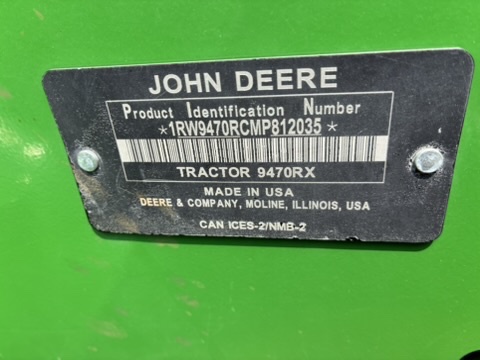 JOHN DEERE
Product Identification Number
*1RW9470RCMP812035*
TRACTOR 9470RX
MADE IN USA
DEERE & COMPANY, MOLINE, ILLINOIS, USA
CAN ICES-2/NMB-2